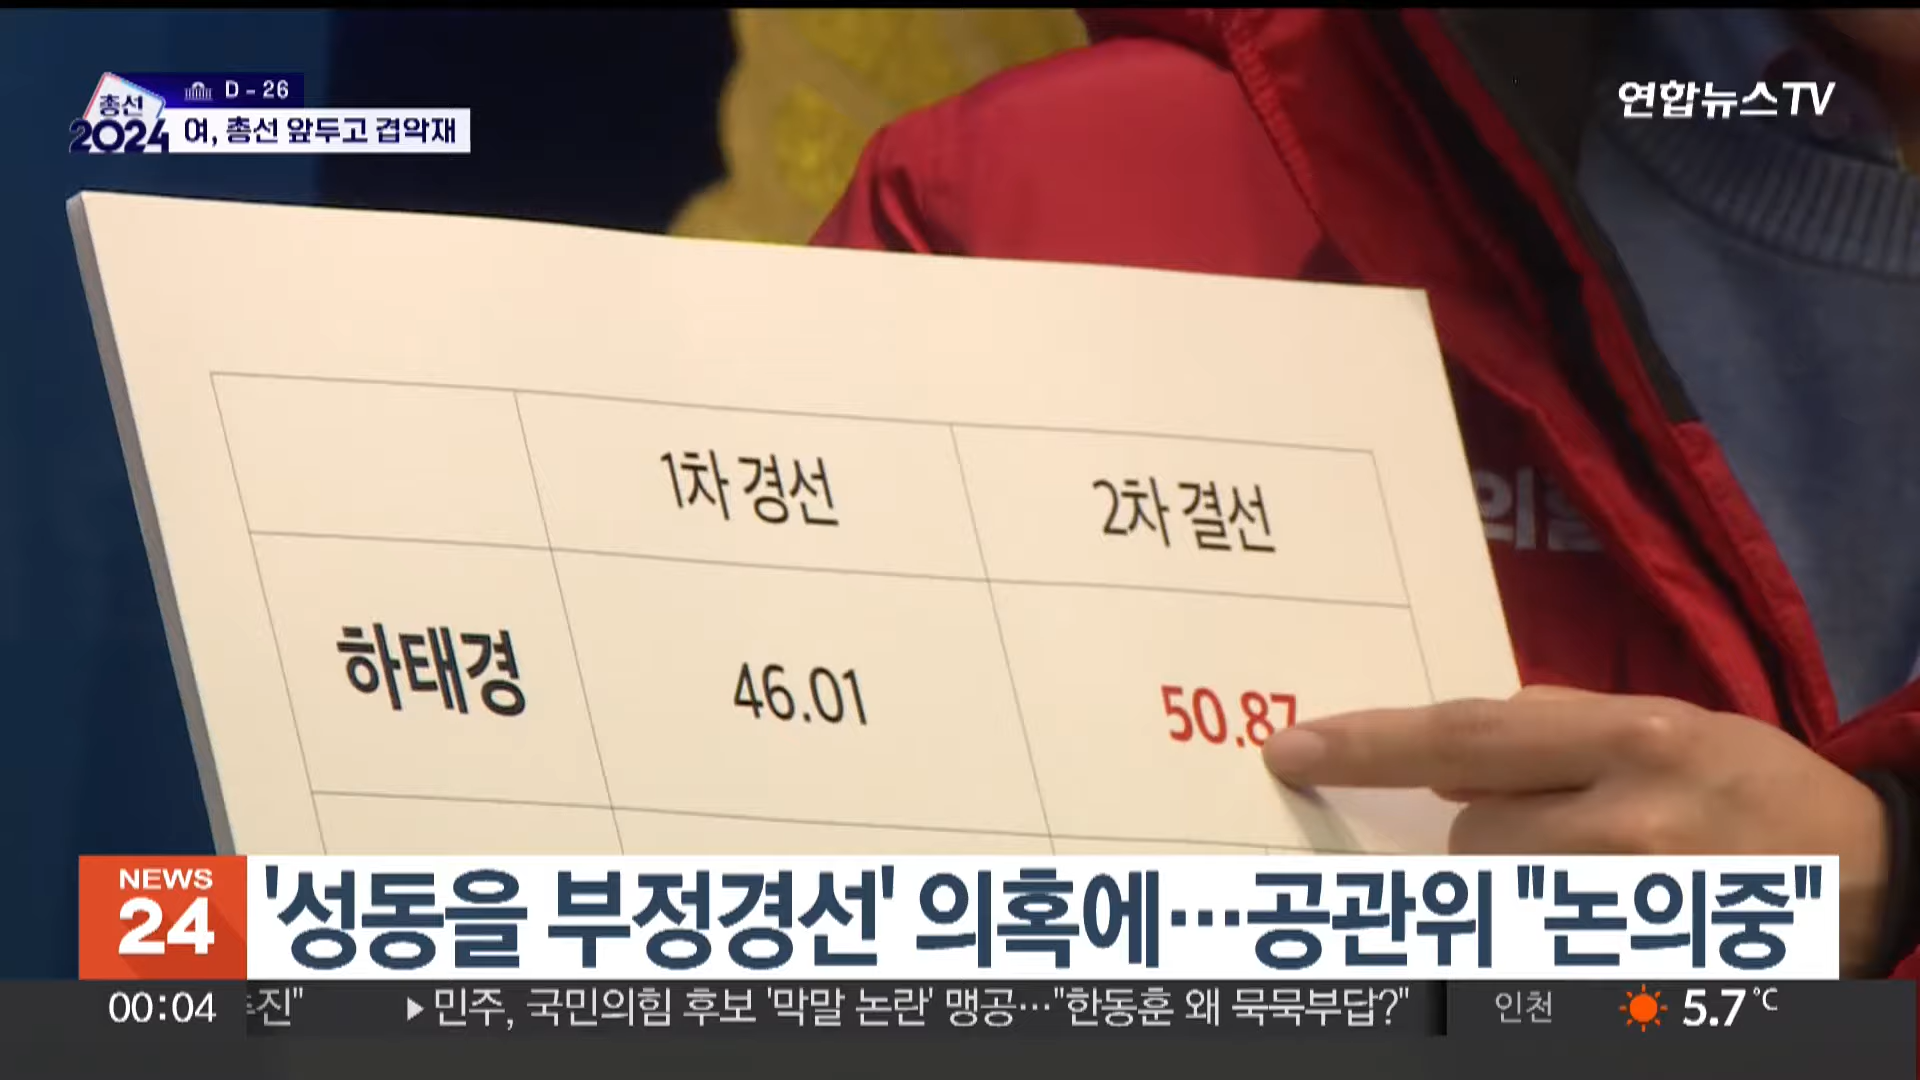 총선
2024
D-26
여, 총선 앞두고 겹악재
연합뉴스TV
1차 경선
2차 결선
하태경
46.01
50.87
의힘
NEWS
24
'성동을 부정경선' 의혹에…공관위 "논의중"
00:04
진"
▶민주, 국민의힘 후보 '막말 논란' 맹공…"한동훈 왜 묵묵부답?"
인천
5.7℃